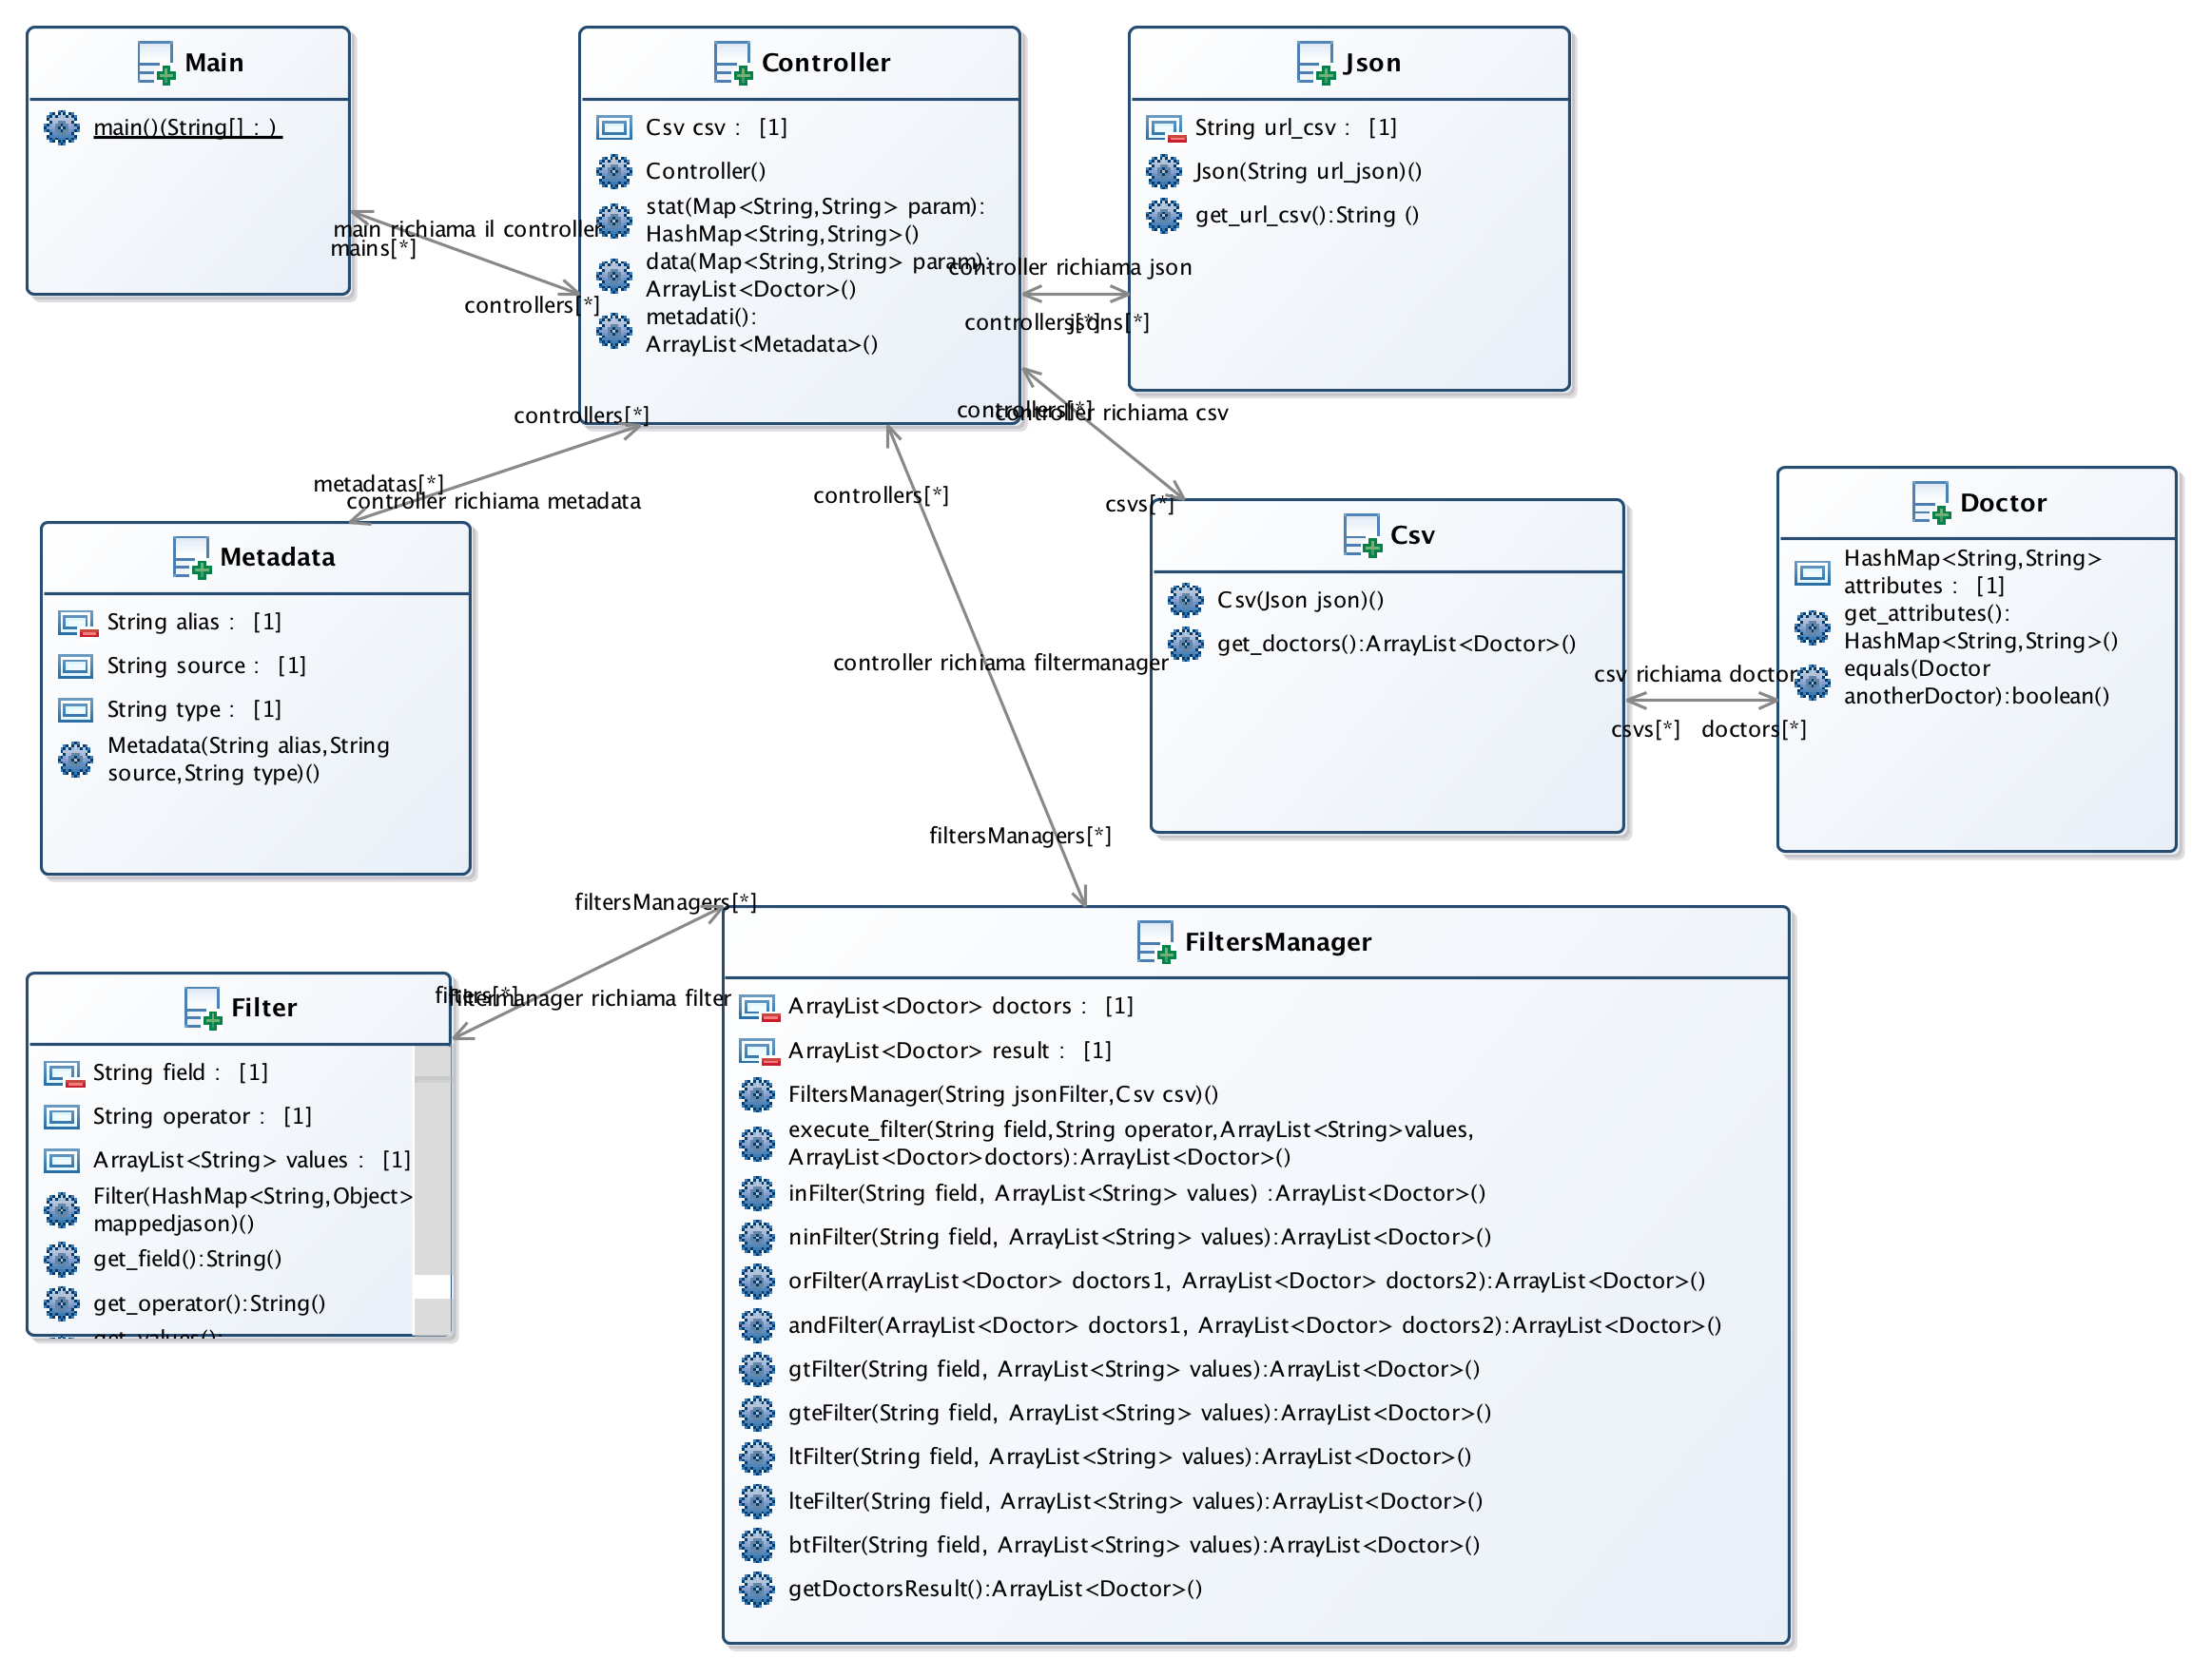 Main
main()(String[] : )
Controller
Csv csv :  [1]
Controller()
stat(Map<String,String> param):
HashMap<String,String>()
data(Map<String,String> param):
ArrayList<Doctor>()
metadati():
ArrayList<Metadata>()
Json
String url_csv :  [1]
Json(String url_json)()
get_url_csv():String ()
main richiama il controller
mains[*]
controllers[*]
controller richiama json
controllers[*]
jsons[*]
controllers[*]
controller richiama csv
csvs[*]
controllers[*]
metadatas[*]
controller richiama metadata
controllers[*]
controller richiama filtermanager
filtersManagers[*]
Metadata
String alias :  [1]
String source :  [1]
String type :  [1]
Metadata(String alias,String
source,String type)()
Csv
Csv(Json json)()
get_doctors():ArrayList<Doctor>()
csv richiama doctor
csvs[*]
doctors[*]
Doctor
HashMap<String,String>
attributes :  [1]
get_attributes():
HashMap<String,String>()
equals(Doctor
anotherDoctor):boolean()
filtersManagers[*]
filters[*]
filtermanager richiama filter
Filter
String field :  [1]
String operator :  [1]
ArrayList<String> values :  [1]
Filter(HashMap<String,Object>
mappedjason)()
get_field():String()
get_operator():String()
get_values():
FiltersManager
ArrayList<Doctor> doctors :  [1]
ArrayList<Doctor> result :  [1]
FiltersManager(String jsonFilter,Csv csv)()
execute_filter(String field,String operator,ArrayList<String>values,
ArrayList<Doctor>doctors):ArrayList<Doctor>()
inFilter(String field, ArrayList<String> values) :ArrayList<Doctor>()
ninFilter(String field, ArrayList<String> values):ArrayList<Doctor>()
orFilter(ArrayList<Doctor> doctors1, ArrayList<Doctor> doctors2):ArrayList<Doctor>()
andFilter(ArrayList<Doctor> doctors1, ArrayList<Doctor> doctors2):ArrayList<Doctor>()
gtFilter(String field, ArrayList<String> values):ArrayList<Doctor>()
gteFilter(String field, ArrayList<String> values):ArrayList<Doctor>()
ltFilter(String field, ArrayList<String> values):ArrayList<Doctor>()
lteFilter(String field, ArrayList<String> values):ArrayList<Doctor>()
btFilter(String field, ArrayList<String> values):ArrayList<Doctor>()
getDoctorsResult():ArrayList<Doctor>()